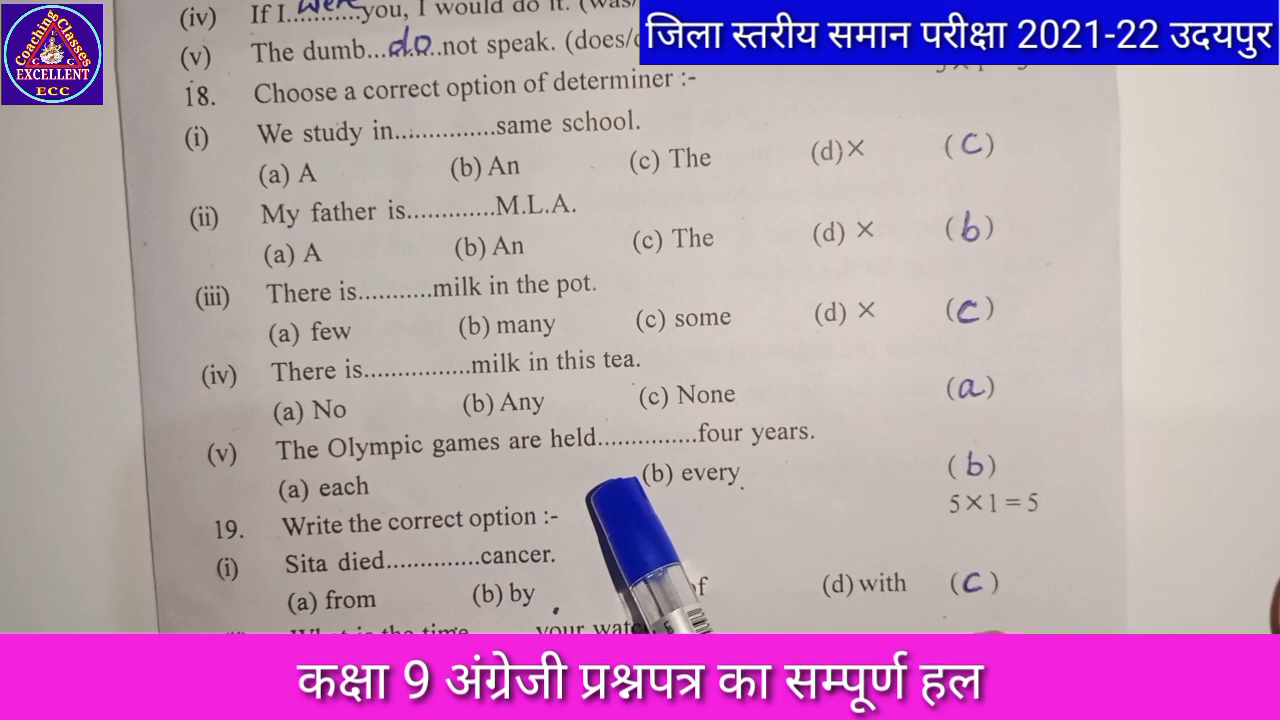 Coaching Classes
C G C
EXCELLENT
ECC
जिला स्तरीय समान परीक्षा 2021-22 उदयपुर
(iv) If I...........you, I would do it. (was/
were
(v) The dumb...do..not speak. (does/
18. Choose a correct option of determiner :-
(i) We study in...............same school.
(a) A (b) An (c) The (d) × (C)
(ii) My father is.............M.L.A.
(a) A (b) An (c) The (d) × (b)
(iii) There is...........milk in the pot.
(a) few (b) many (c) some (d) × (C)
(iv) There is................milk in this tea.
(a) No (b) Any (c) None (a)
(v) The Olympic games are held...............four years.
(a) each (b) every (b)
5×1=5
19. Write the correct option :-
(i) Sita died..............cancer.
(a) from (b) by of (d) with (C)
the time your
कक्षा 9 अंग्रेजी प्रश्नपत्र का सम्पूर्ण हल